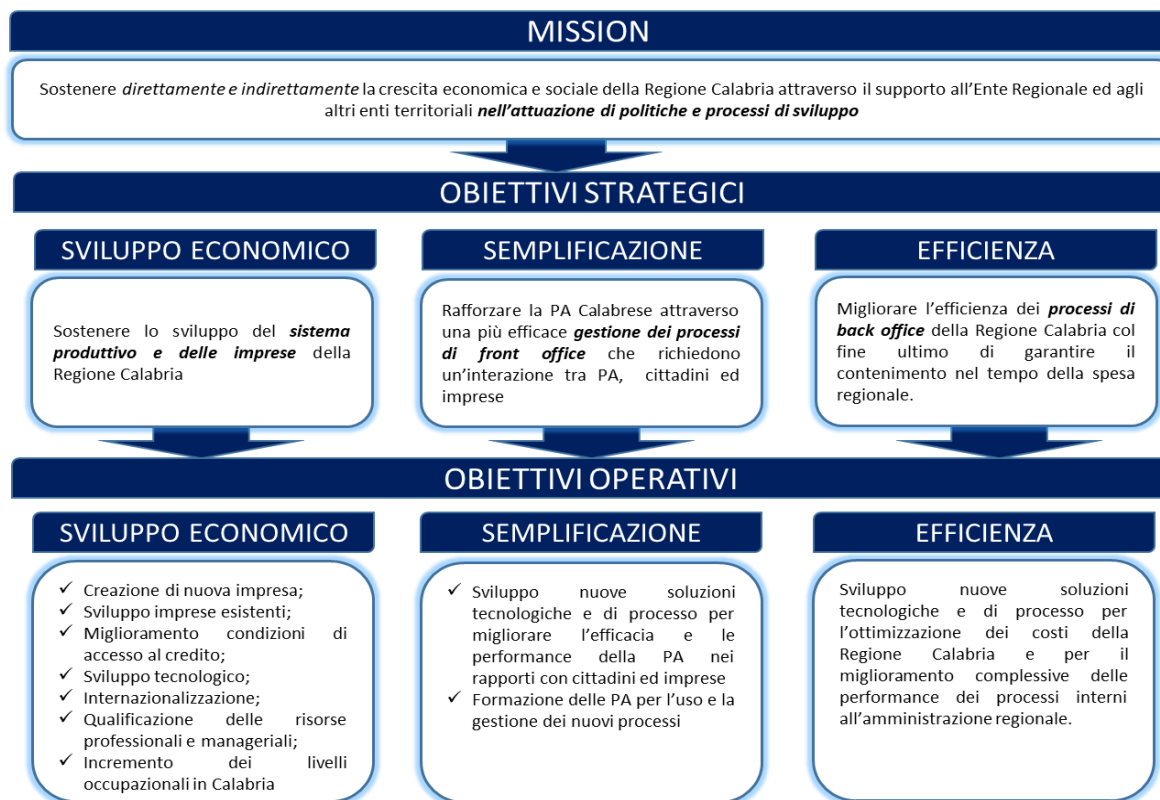 MISSION
Sostenere direttamente e indirettamente la crescita economica e sociale della Regione Calabria attraverso il supporto all’Ente Regionale ed agli
altri enti territoriali nell’attuazione di politiche e processi di sviluppo
OBIETTIVI STRATEGICI
SVILUPPO ECONOMICO
Sostenere lo sviluppo del sistema
produttivo e delle imprese della
Regione Calabria
SEMPLIFICAZIONE
Rafforzare la PA Calabrese attraverso
una più efficace gestione dei processi
di front office che richiedono
un’interazione tra PA, cittadini ed
imprese
EFFICIENZA
Migliorare l’efficienza dei processi di
back office della Regione Calabria col
fine ultimo di garantire il
contenimento nel tempo della spesa
regionale.
OBIETTIVI OPERATIVI
SVILUPPO ECONOMICO
✓ Creazione di nuova impresa;
✓ Sviluppo imprese esistenti;
✓ Miglioramento condizioni di
accesso al credito;
✓ Sviluppo tecnologico;
✓ Internazionalizzazione;
✓ Qualificazione delle risorse
professionali e manageriali;
✓ Incremento dei livelli
occupazionali in Calabria
SEMPLIFICAZIONE
✓ Sviluppo nuove soluzioni
tecnologiche e di processo per
migliorare l’efficacia e le
performance della PA nei
rapporti con cittadini ed imprese
✓ Formazione delle PA per l’uso e la
gestione dei nuovi processi
EFFICIENZA
Sviluppo nuove soluzioni
tecnologiche e di processo per
l’ottimizzazione dei costi della
Regione Calabria e per il
miglioramento complessive delle
performance dei processi interni
all’amministrazione regionale.